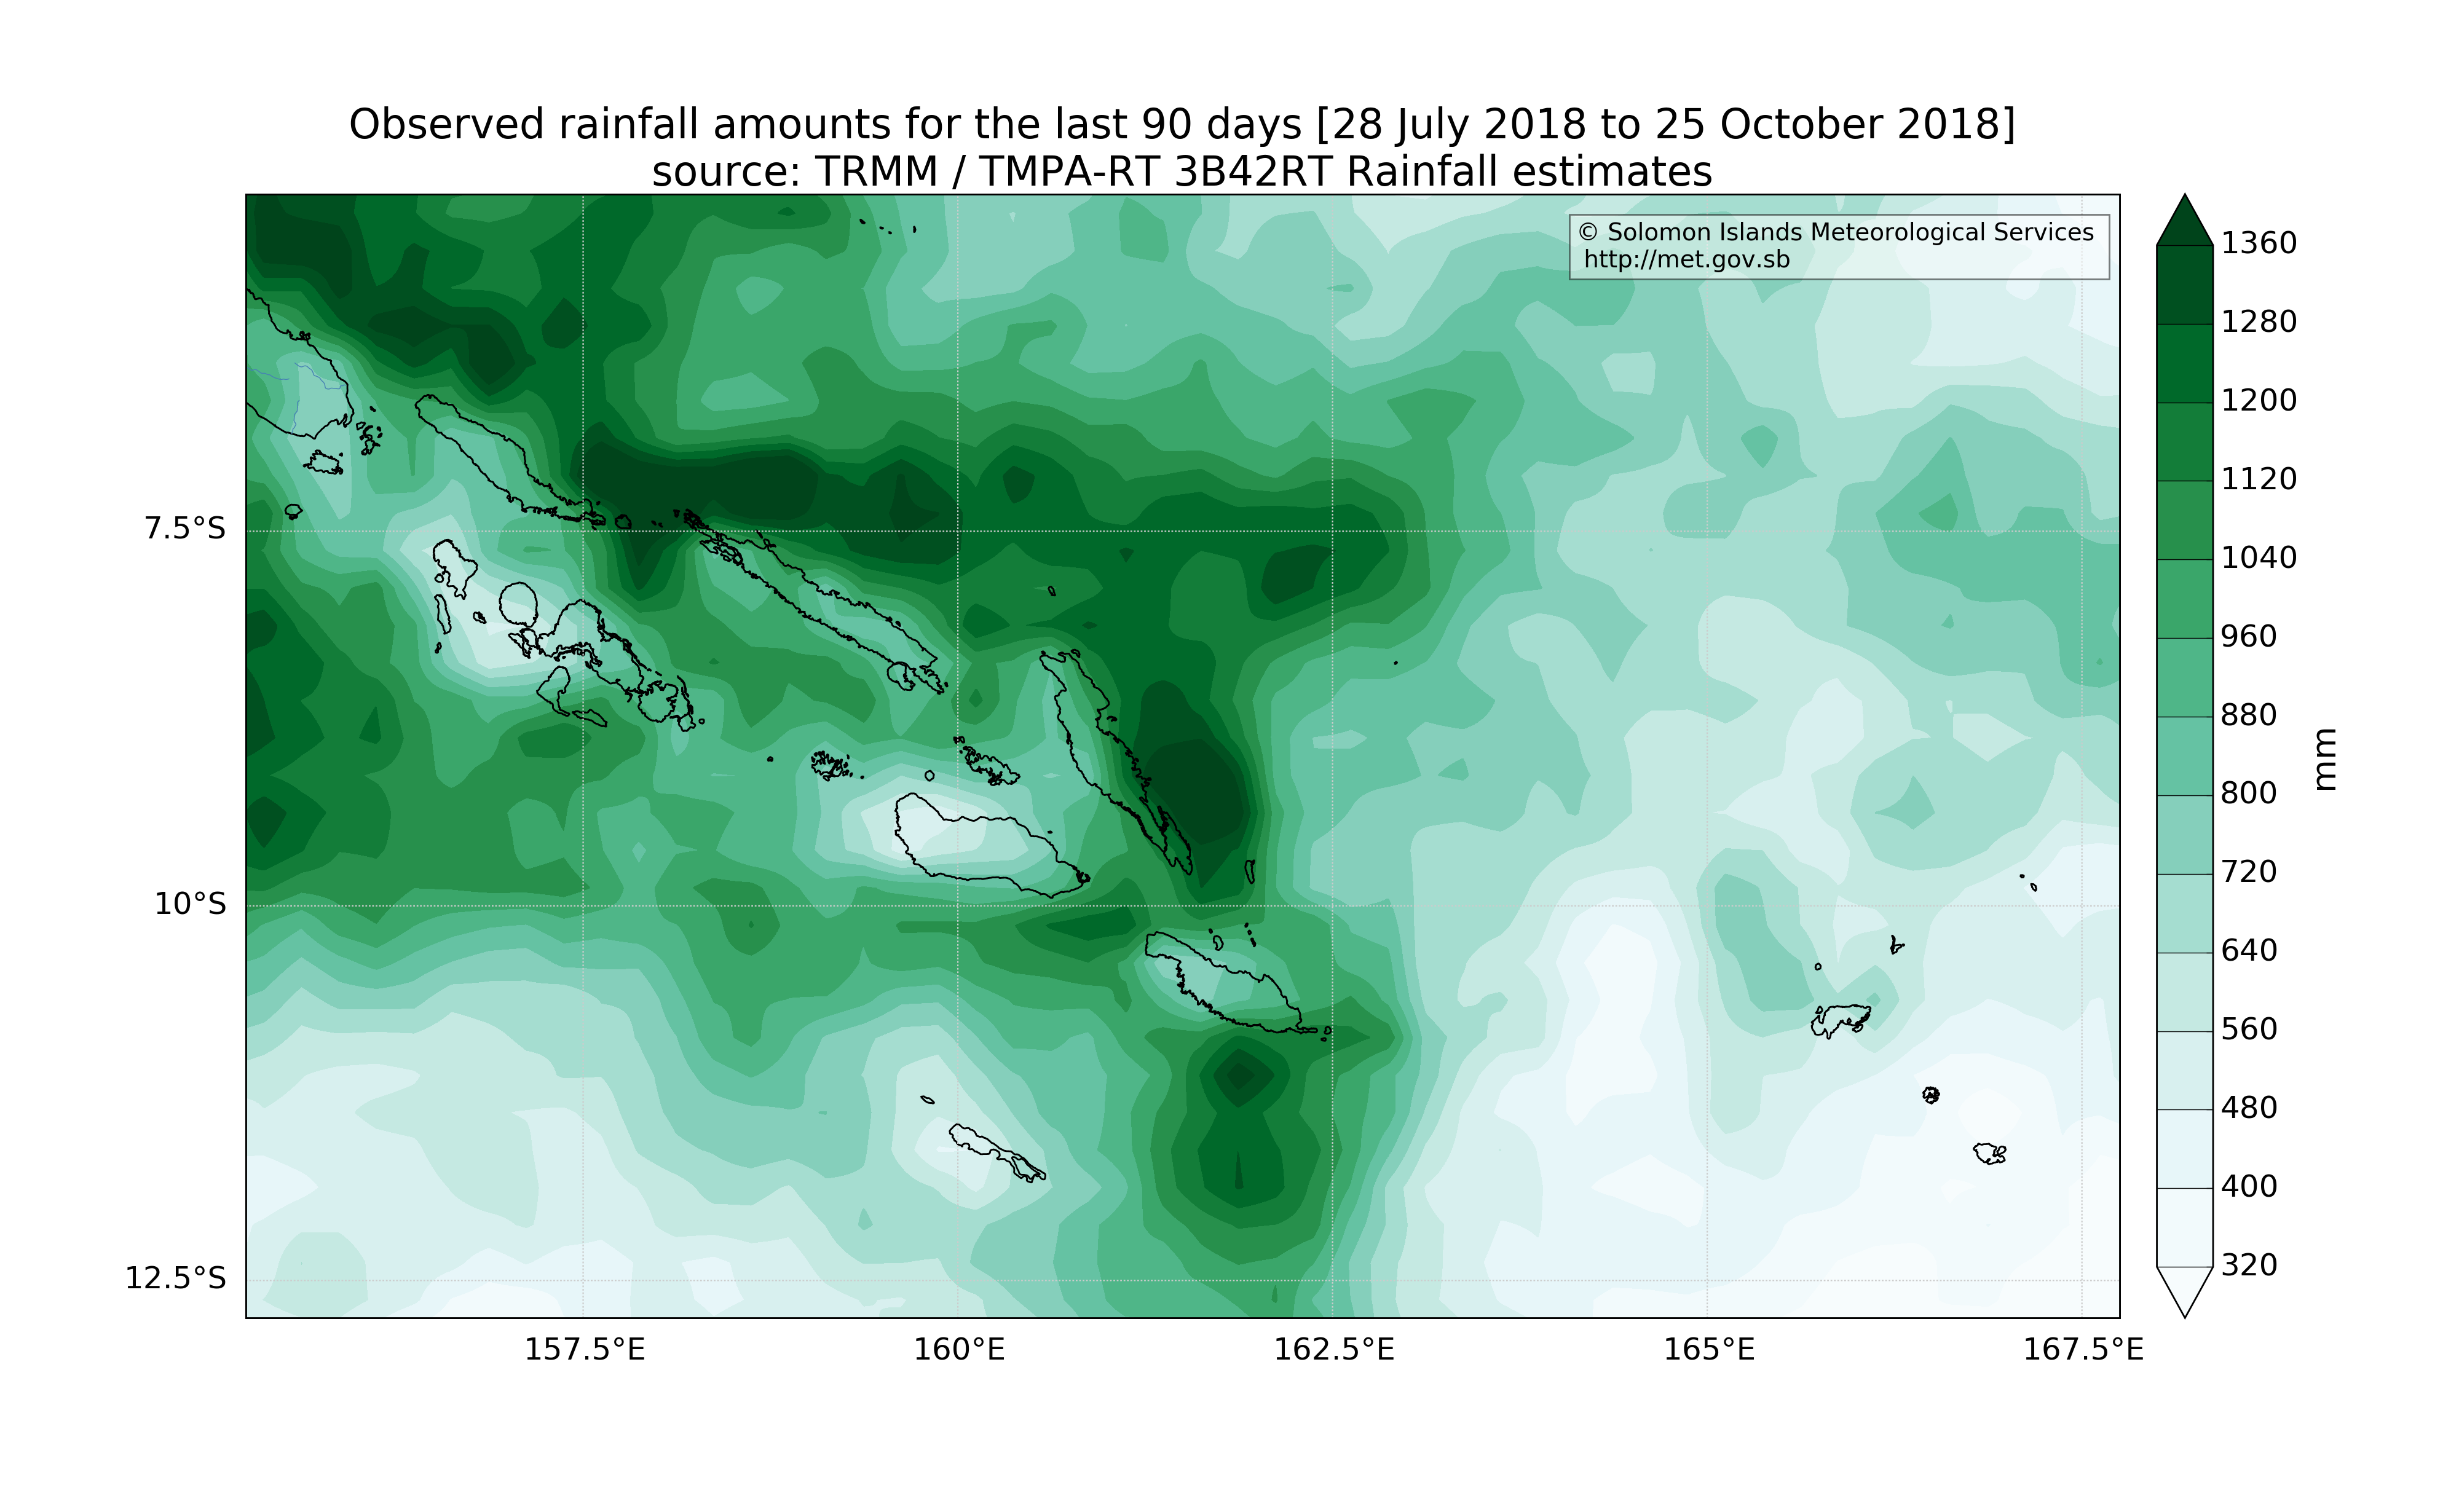 Observed rainfall amounts for the last 90 days [28 July 2018 to 25 October 2018]
source: TRMM / TMPA-RT 3B42RT Rainfall estimates
© Solomon Islands Meteorological Services
http://met.gov.sb
7.5°S
10°S
12.5°S
157.5°E
160°E
162.5°E
165°E
167.5°E
1360
1280
1200
1120
1040
960
880
800
720
640
560
480
400
320
mm